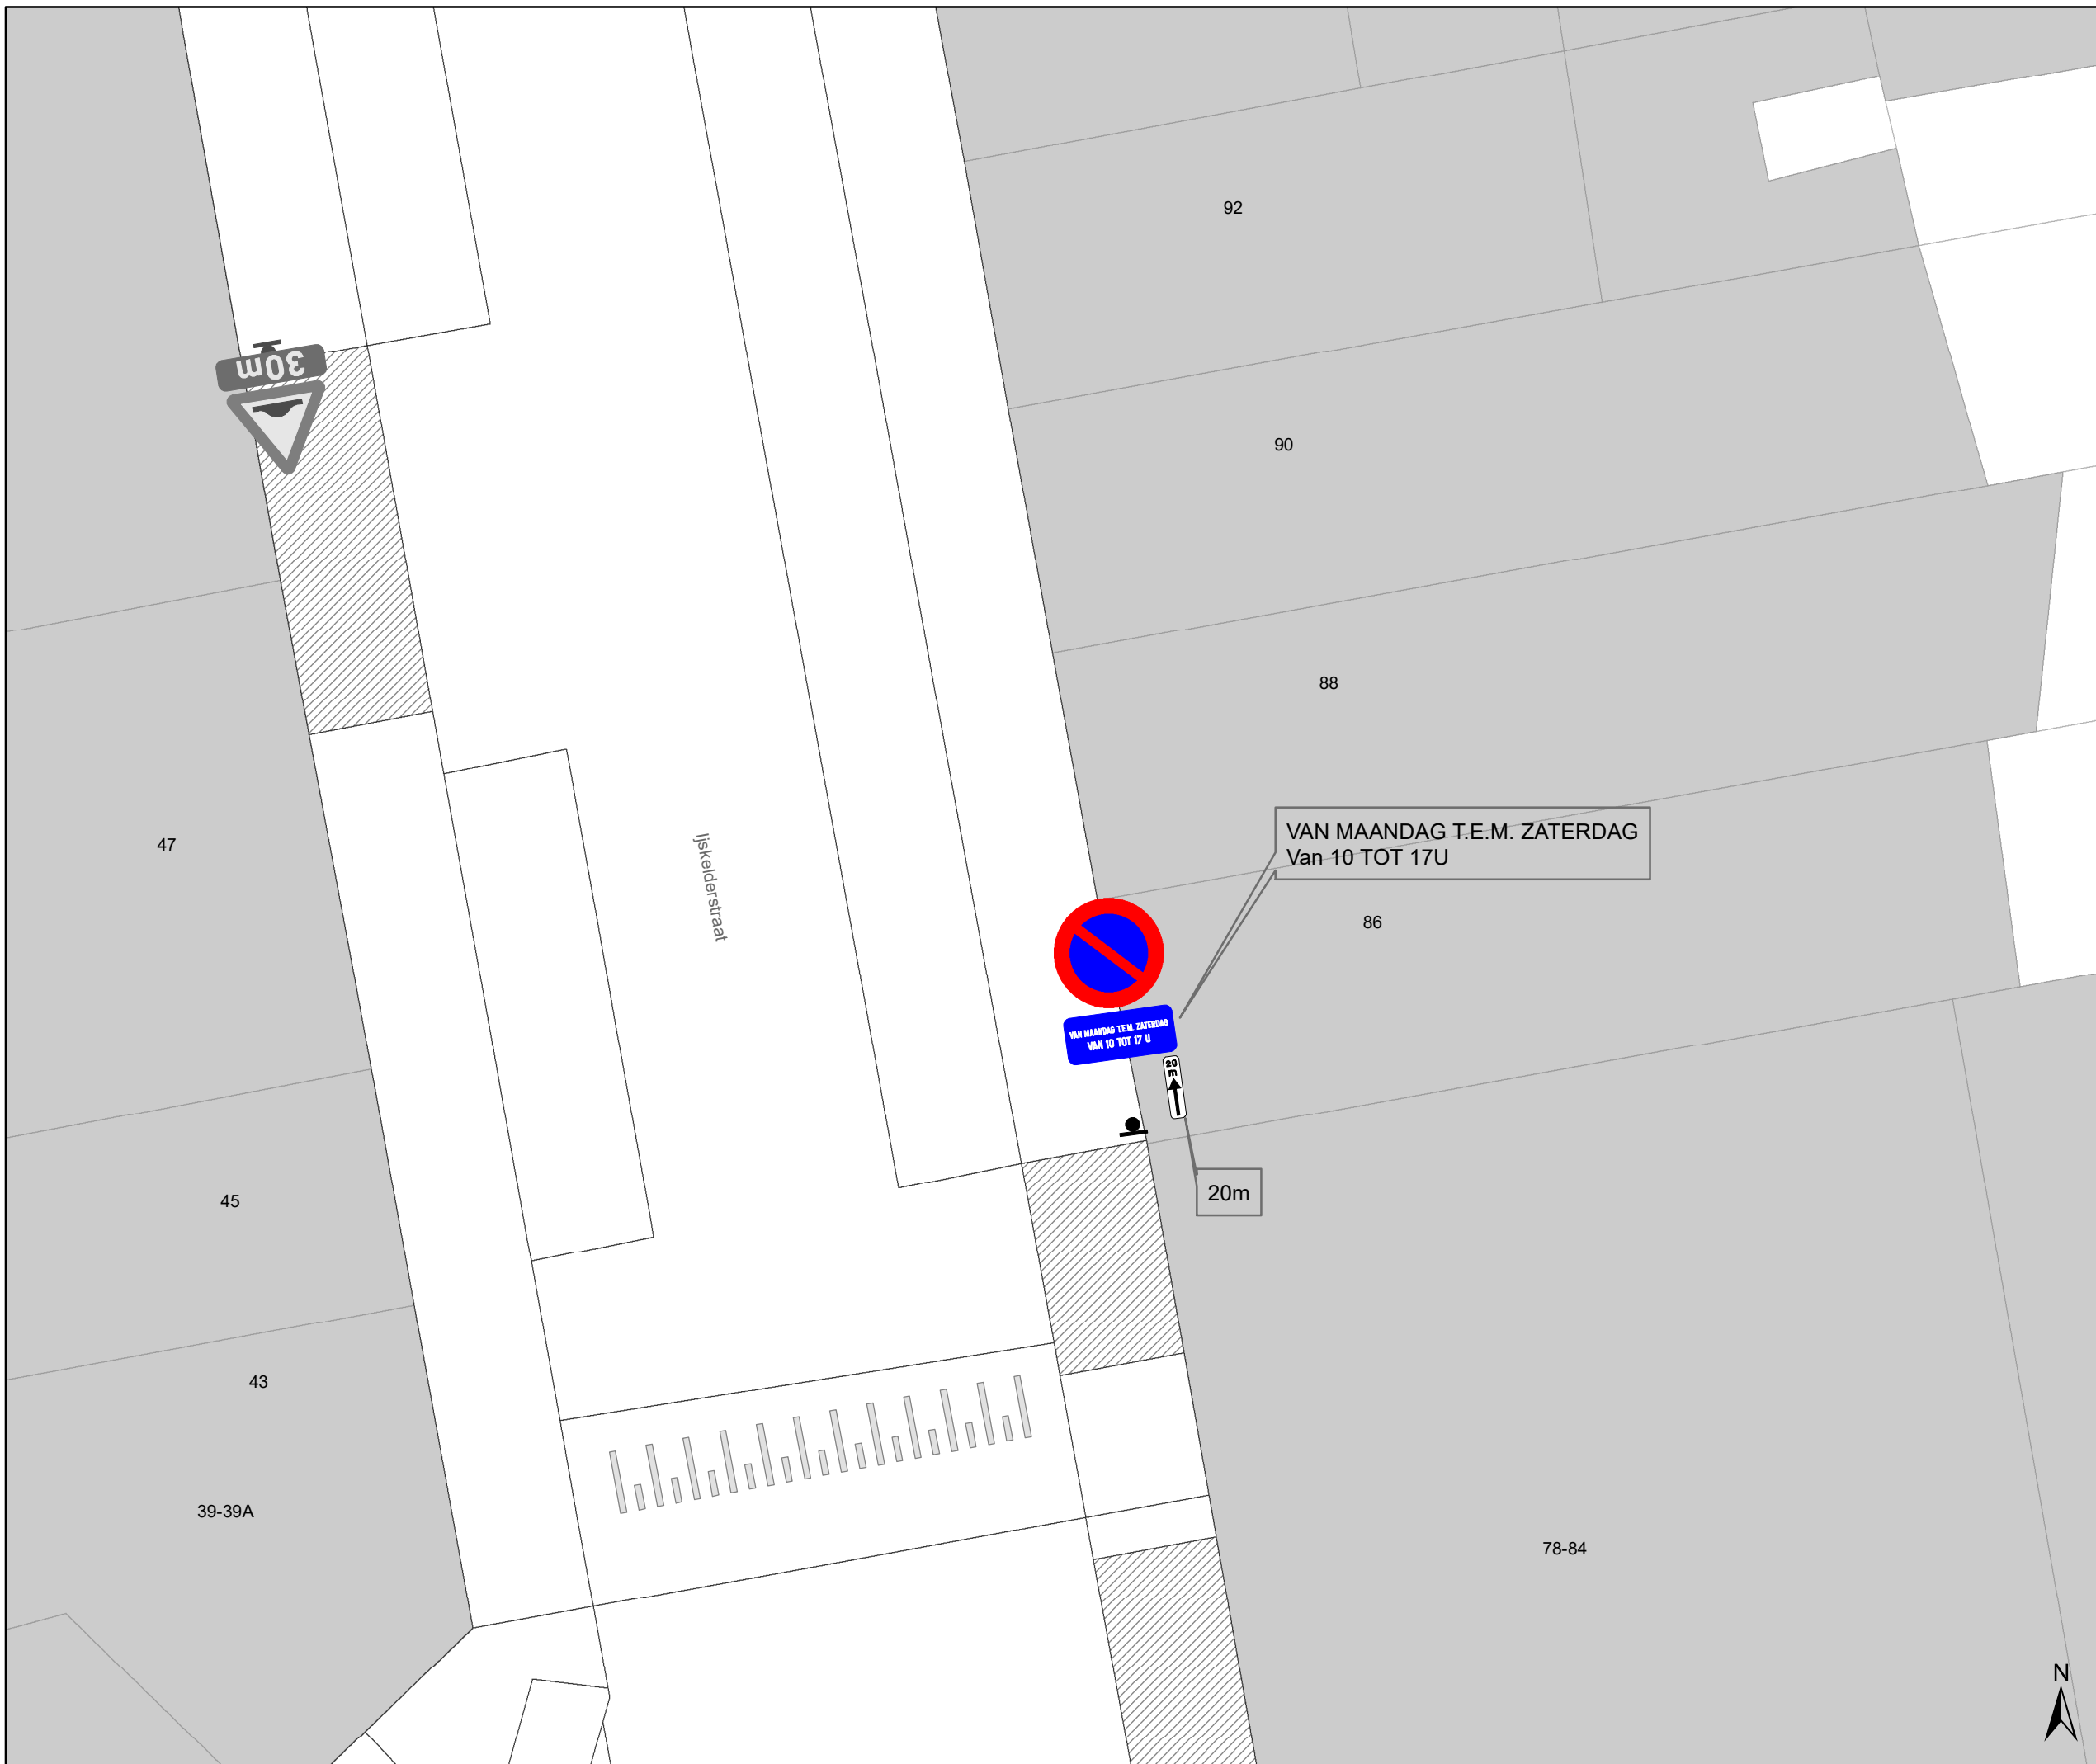 92
30m
90
88
47
Ijskelderstraat
VAN MAANDAG T.E.M. ZATERDAG
Van 10 TOT 17U
86
VAN MAANDAG T.E.M. ZATERDAG
VAN 10 TOT 17 U
20
m
20m
45
43
39-39A
78-84
N